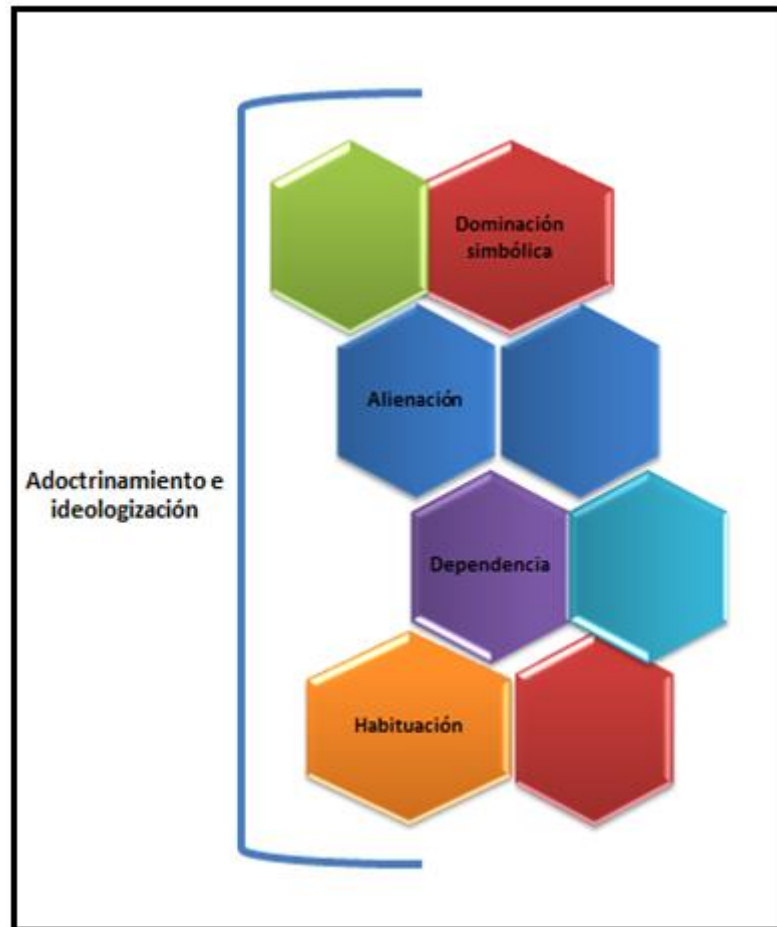 Dominación
simbólica
Alienación
Adoctrinamiento e
ideologización
Dependencia
Habituación